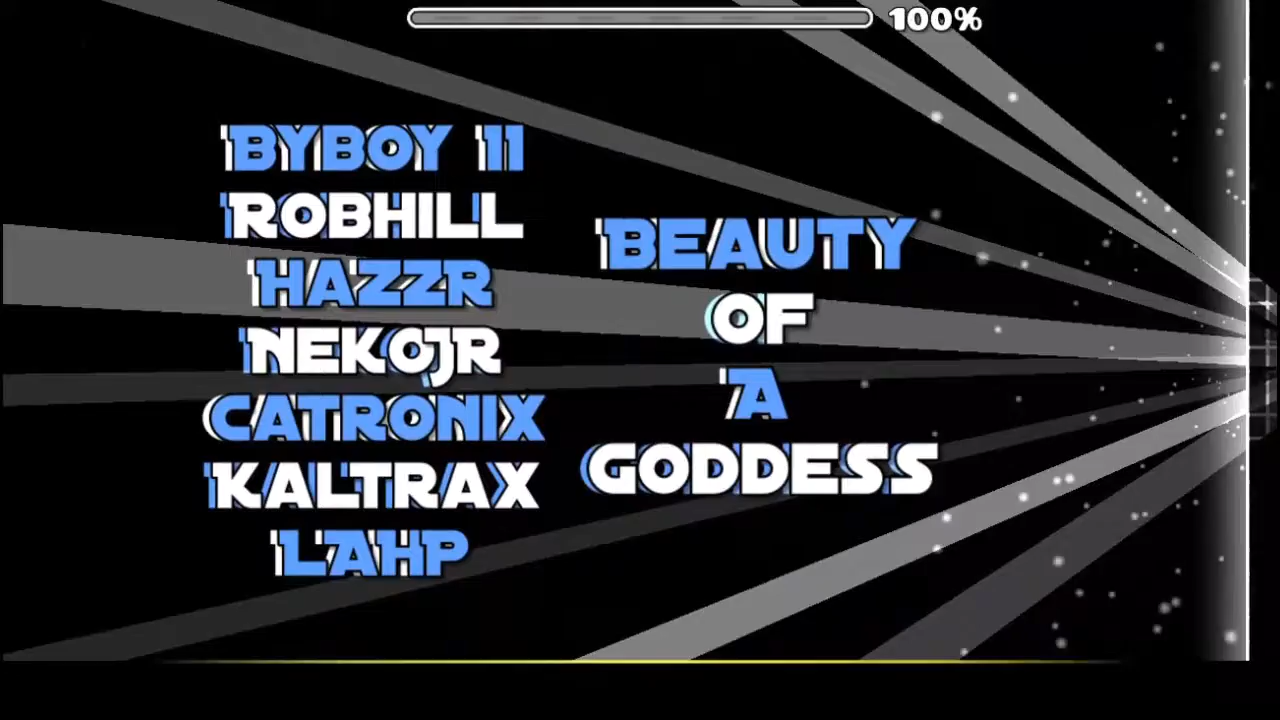 100%
BYBOY 11
ROBHILL
HAZZR
NEKOJR
CATRONIX
KALTRAX
LAHP
BEAUTY
OF
A
GODDESS